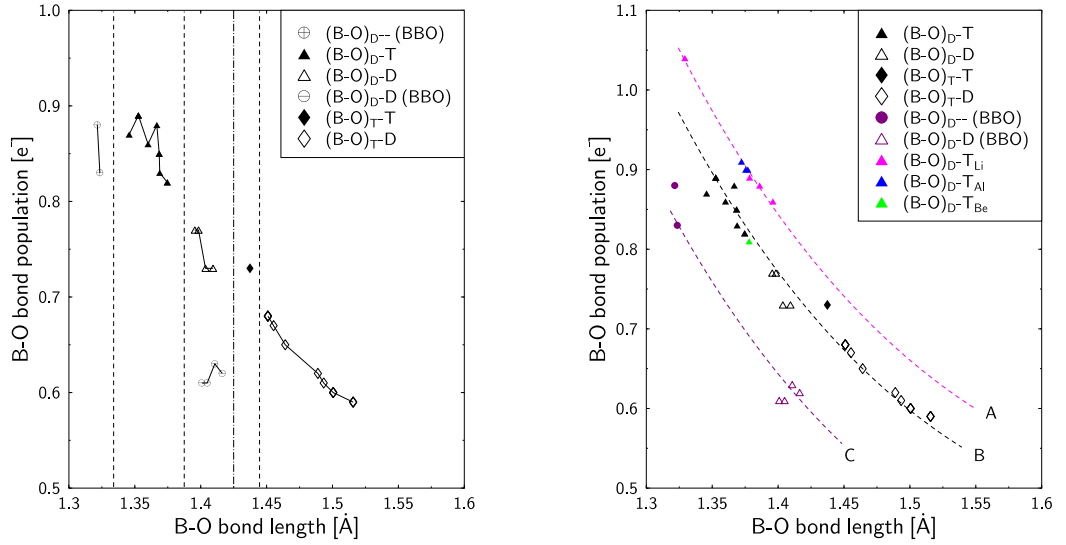 (B-O)D-- (BBO)
(B-O)D-T
(B-O)D-D
(B-O)D-D (BBO)
(B-O)T-T
(B-O)T-D
1.0
0.9
0.8
0.7
0.6
0.5
B-O bond population [e-]
1.3 1.35 1.4 1.45 1.5 1.55 1.6
B-O bond length [Å]
(B-O)D-T
(B-O)D-D
(B-O)T-T
(B-O)T-D
(B-O)D-- (BBO)
(B-O)D-D (BBO)
(B-O)D-TLi
(B-O)D-TAl
(B-O)D-TBe
1.1
1.0
0.9
0.8
0.7
0.6
0.5
A
B
C
B-O bond population [e-]
1.3 1.35 1.4 1.45 1.5 1.55 1.6
B-O bond length [Å]